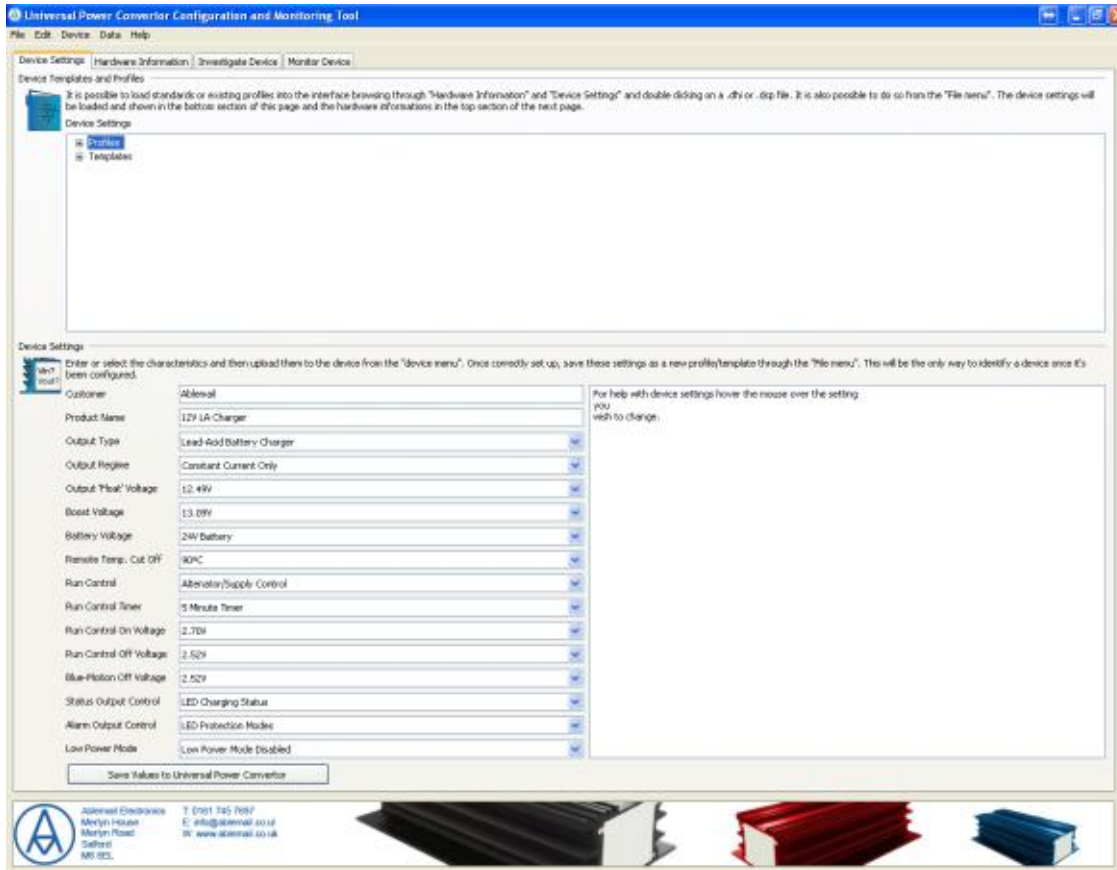 Universal Power Convertor Configuration and Monitoring Tool
File Edit Device Data Help
Device Settings Hardware Information Investigate Device Monitor Device
Device Templates and Profiles
It is possible to load standards or existing profiles into the interface browsing through "Hardware Information" and "Device Settings" and double clicking on a .dhi or .dsp file. It is also possible to do so from the "File menu". The device settings will
be loaded and shown in the bottom section of this page and the hardware informations in the top section of the next page.
Device Settings
Profiles
Templates
Device Settings
Enter or select the characteristics and then upload them to the device from the "device menu". Once correctly set up, save these settings as a new profile/template through the "File menu". This will be the only way to identify a device once it's
been configured.
Customer Ablemail
Product Name 12V LA Charger
Output Type Lead-Acid Battery Charger
Output Regime Constant Current Only
Output 'Float' Voltage 12.49V
Boost Voltage 13.09V
Battery Voltage 24V Battery
Remote Temp. Cut Off 90°C
Run Control Alternator/Supply Control
Run Control Timer 5 Minute Timer
Run Control On Voltage 2.70V
Run Control Off Voltage 2.52V
Blue-Motion Off Voltage 2.52V
Status Output Control LED Charging Status
Alarm Output Control LED Protection Modes
Low Power Mode Low Power Mode Disabled
For help with device settings hover the mouse over the setting
you
wish to change.
Save Values to Universal Power Convertor
Ablemail Electronics T: 0161 745 7697
Merlyn House E: info@ablemail.co.uk
Merlyn Road W: www.ablemail.co.uk
Salford